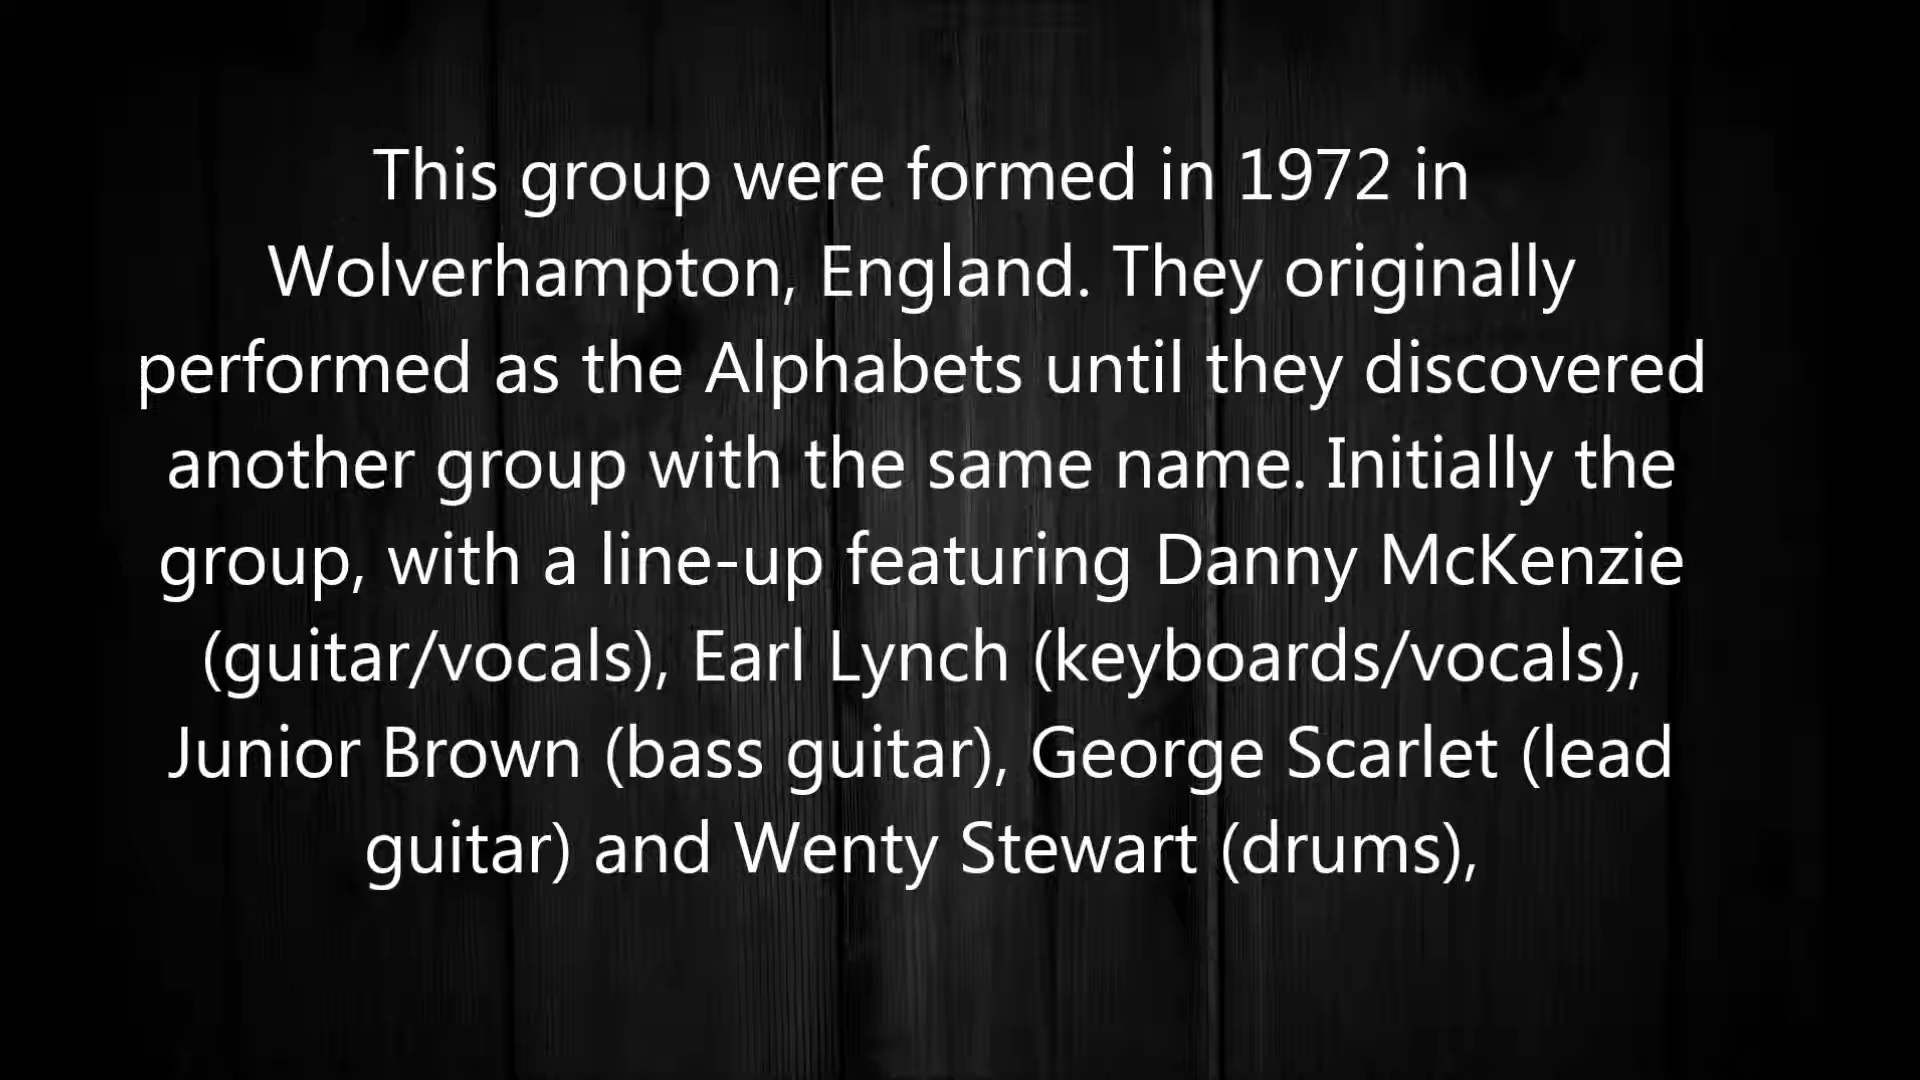 This group were formed in 1972 in
Wolverhampton, England. They originally
performed as the Alphabets until they discovered
another group with the same name. Initially the
group, with a line-up featuring Danny McKenzie
(guitar/vocals), Earl Lynch (keyboards/vocals),
Junior Brown (bass guitar), George Scarlet (lead
guitar) and Wenty Stewart (drums),